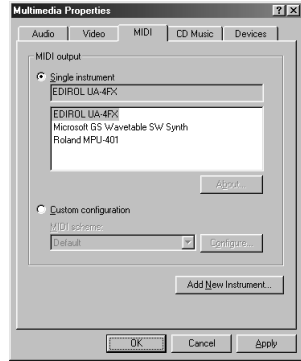 Multimedia Properties
Audio Video MIDI CD Music Devices
MIDI output
Single instrument
EDIROL UA-4FX
EDIROL UA-4FX
Microsoft GS Wavetable SW Synth
Roland MPU-401
About...
Custom configuration
MIDI scheme:
Default Configure...
Add New Instrument...
OK Cancel Apply